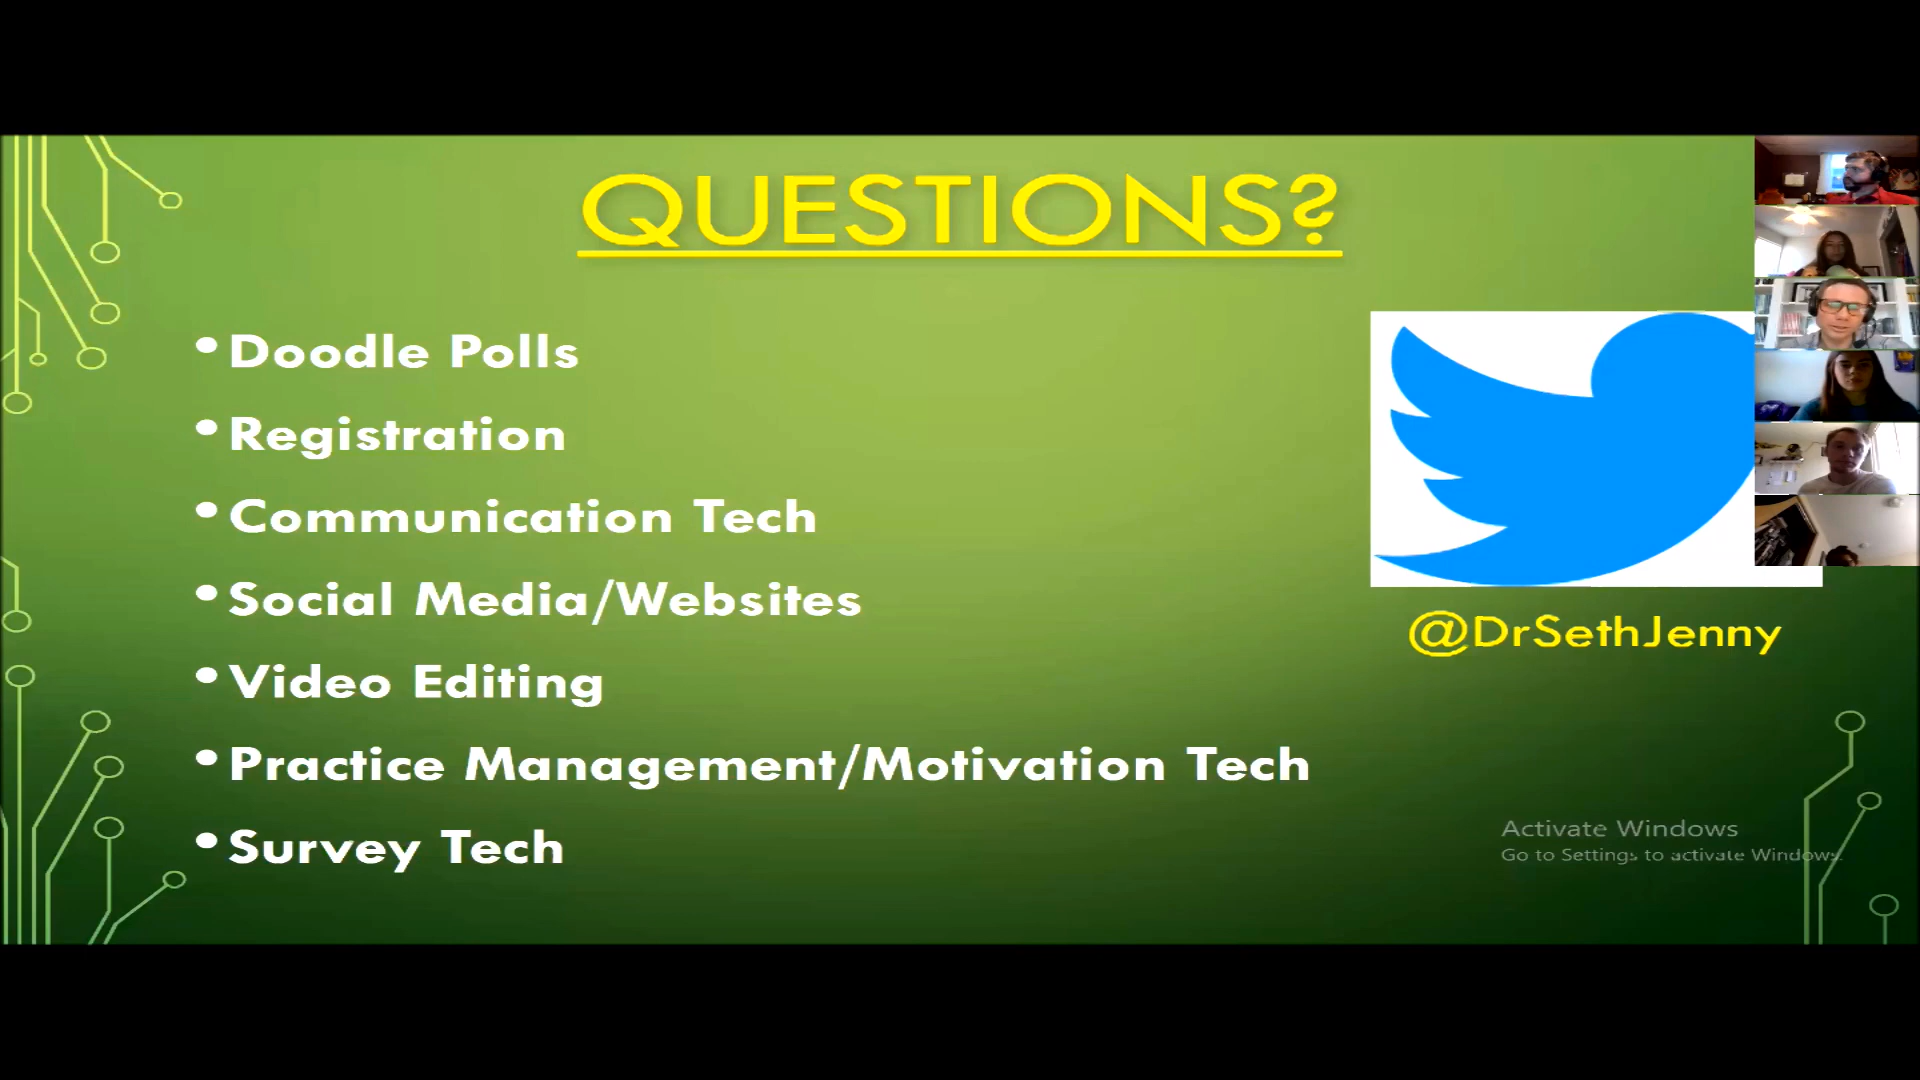 QUESTIONS?
• Doodle Polls
• Registration
• Communication Tech
• Social Media/Websites
• Video Editing
• Practice Management/Motivation Tech
• Survey Tech
@DrSethJenny
Activate Windows
Go to Settings to activate Windows.